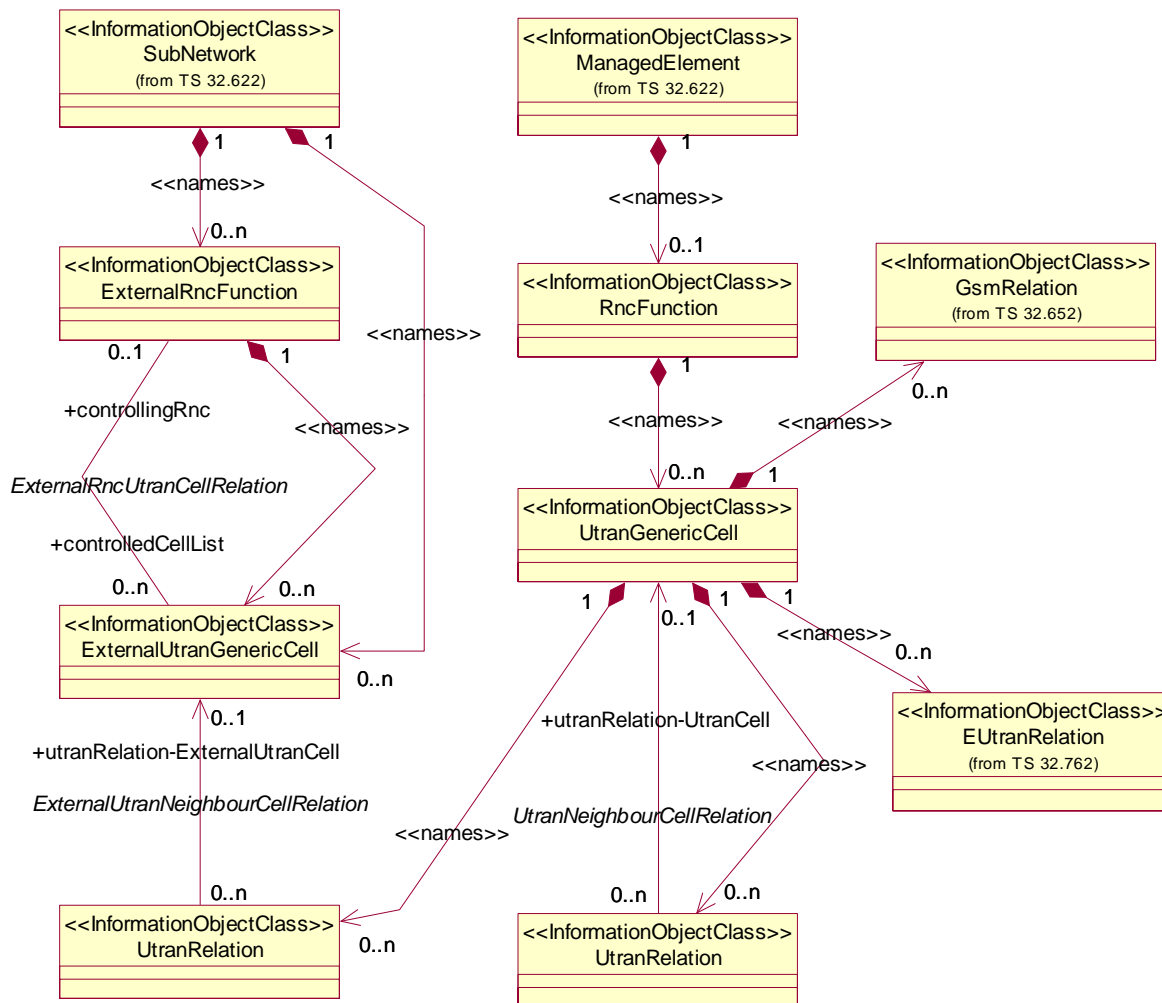 <<InformationObjectClass>>
SubNetwork
(from TS 32.622)
<<InformationObjectClass>>
ManagedElement
(from TS 32.622)
1
1
1
<<names>>
<<names>>
0..n
0..1
<<InformationObjectClass>>
ExternalRncFunction
<<InformationObjectClass>>
RncFunction
<<InformationObjectClass>>
GsmRelation
(from TS 32.652)
<<names>>
0..1
1
1
0..n
+controllingRnc
<<names>>
<<names>>
<<names>>
ExternalRncUtranCellRelation
0..n
1
+controlledCellList
0..n
0..n
<<InformationObjectClass>>
UtranGenericCell
<<InformationObjectClass>>
ExternalUtranGenericCell
0..n
1
0..1
1
1
<<names>>
0..n
0..1
+utranRelation-ExternalUtranCell
+utranRelation-UtranCell
<<InformationObjectClass>>
EUtranRelation
(from TS 32.762)
<<names>>
ExternalUtranNeighbourCellRelation
UtranNeighbourCellRelation
<<names>>
0..n
0..n
0..n
0..n
<<InformationObjectClass>>
UtranRelation
<<InformationObjectClass>>
UtranRelation